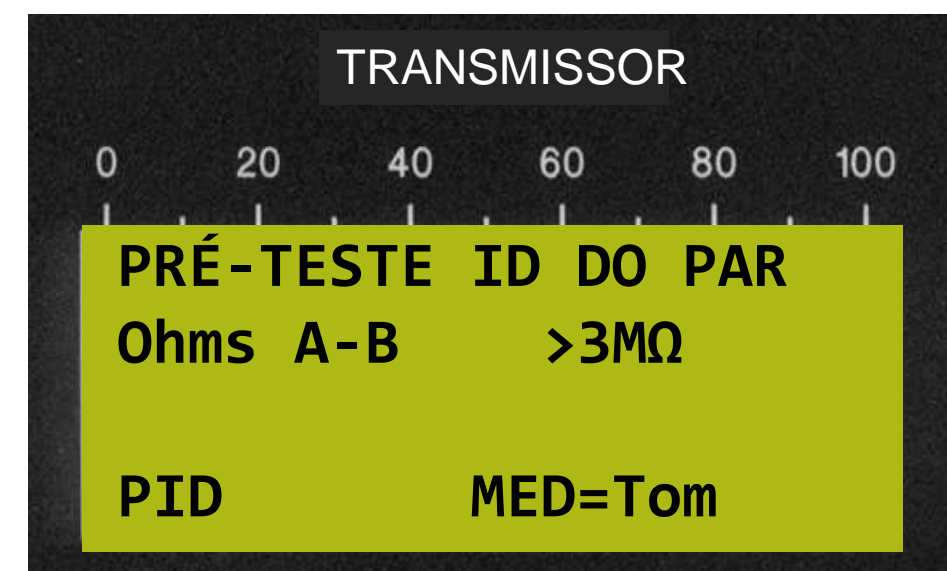 TRANSMISSOR
0 20 40 60 80 100
PRÉ-TESTE ID DO PAR
Ohms A-B >3MΩ
PID MED=Tom